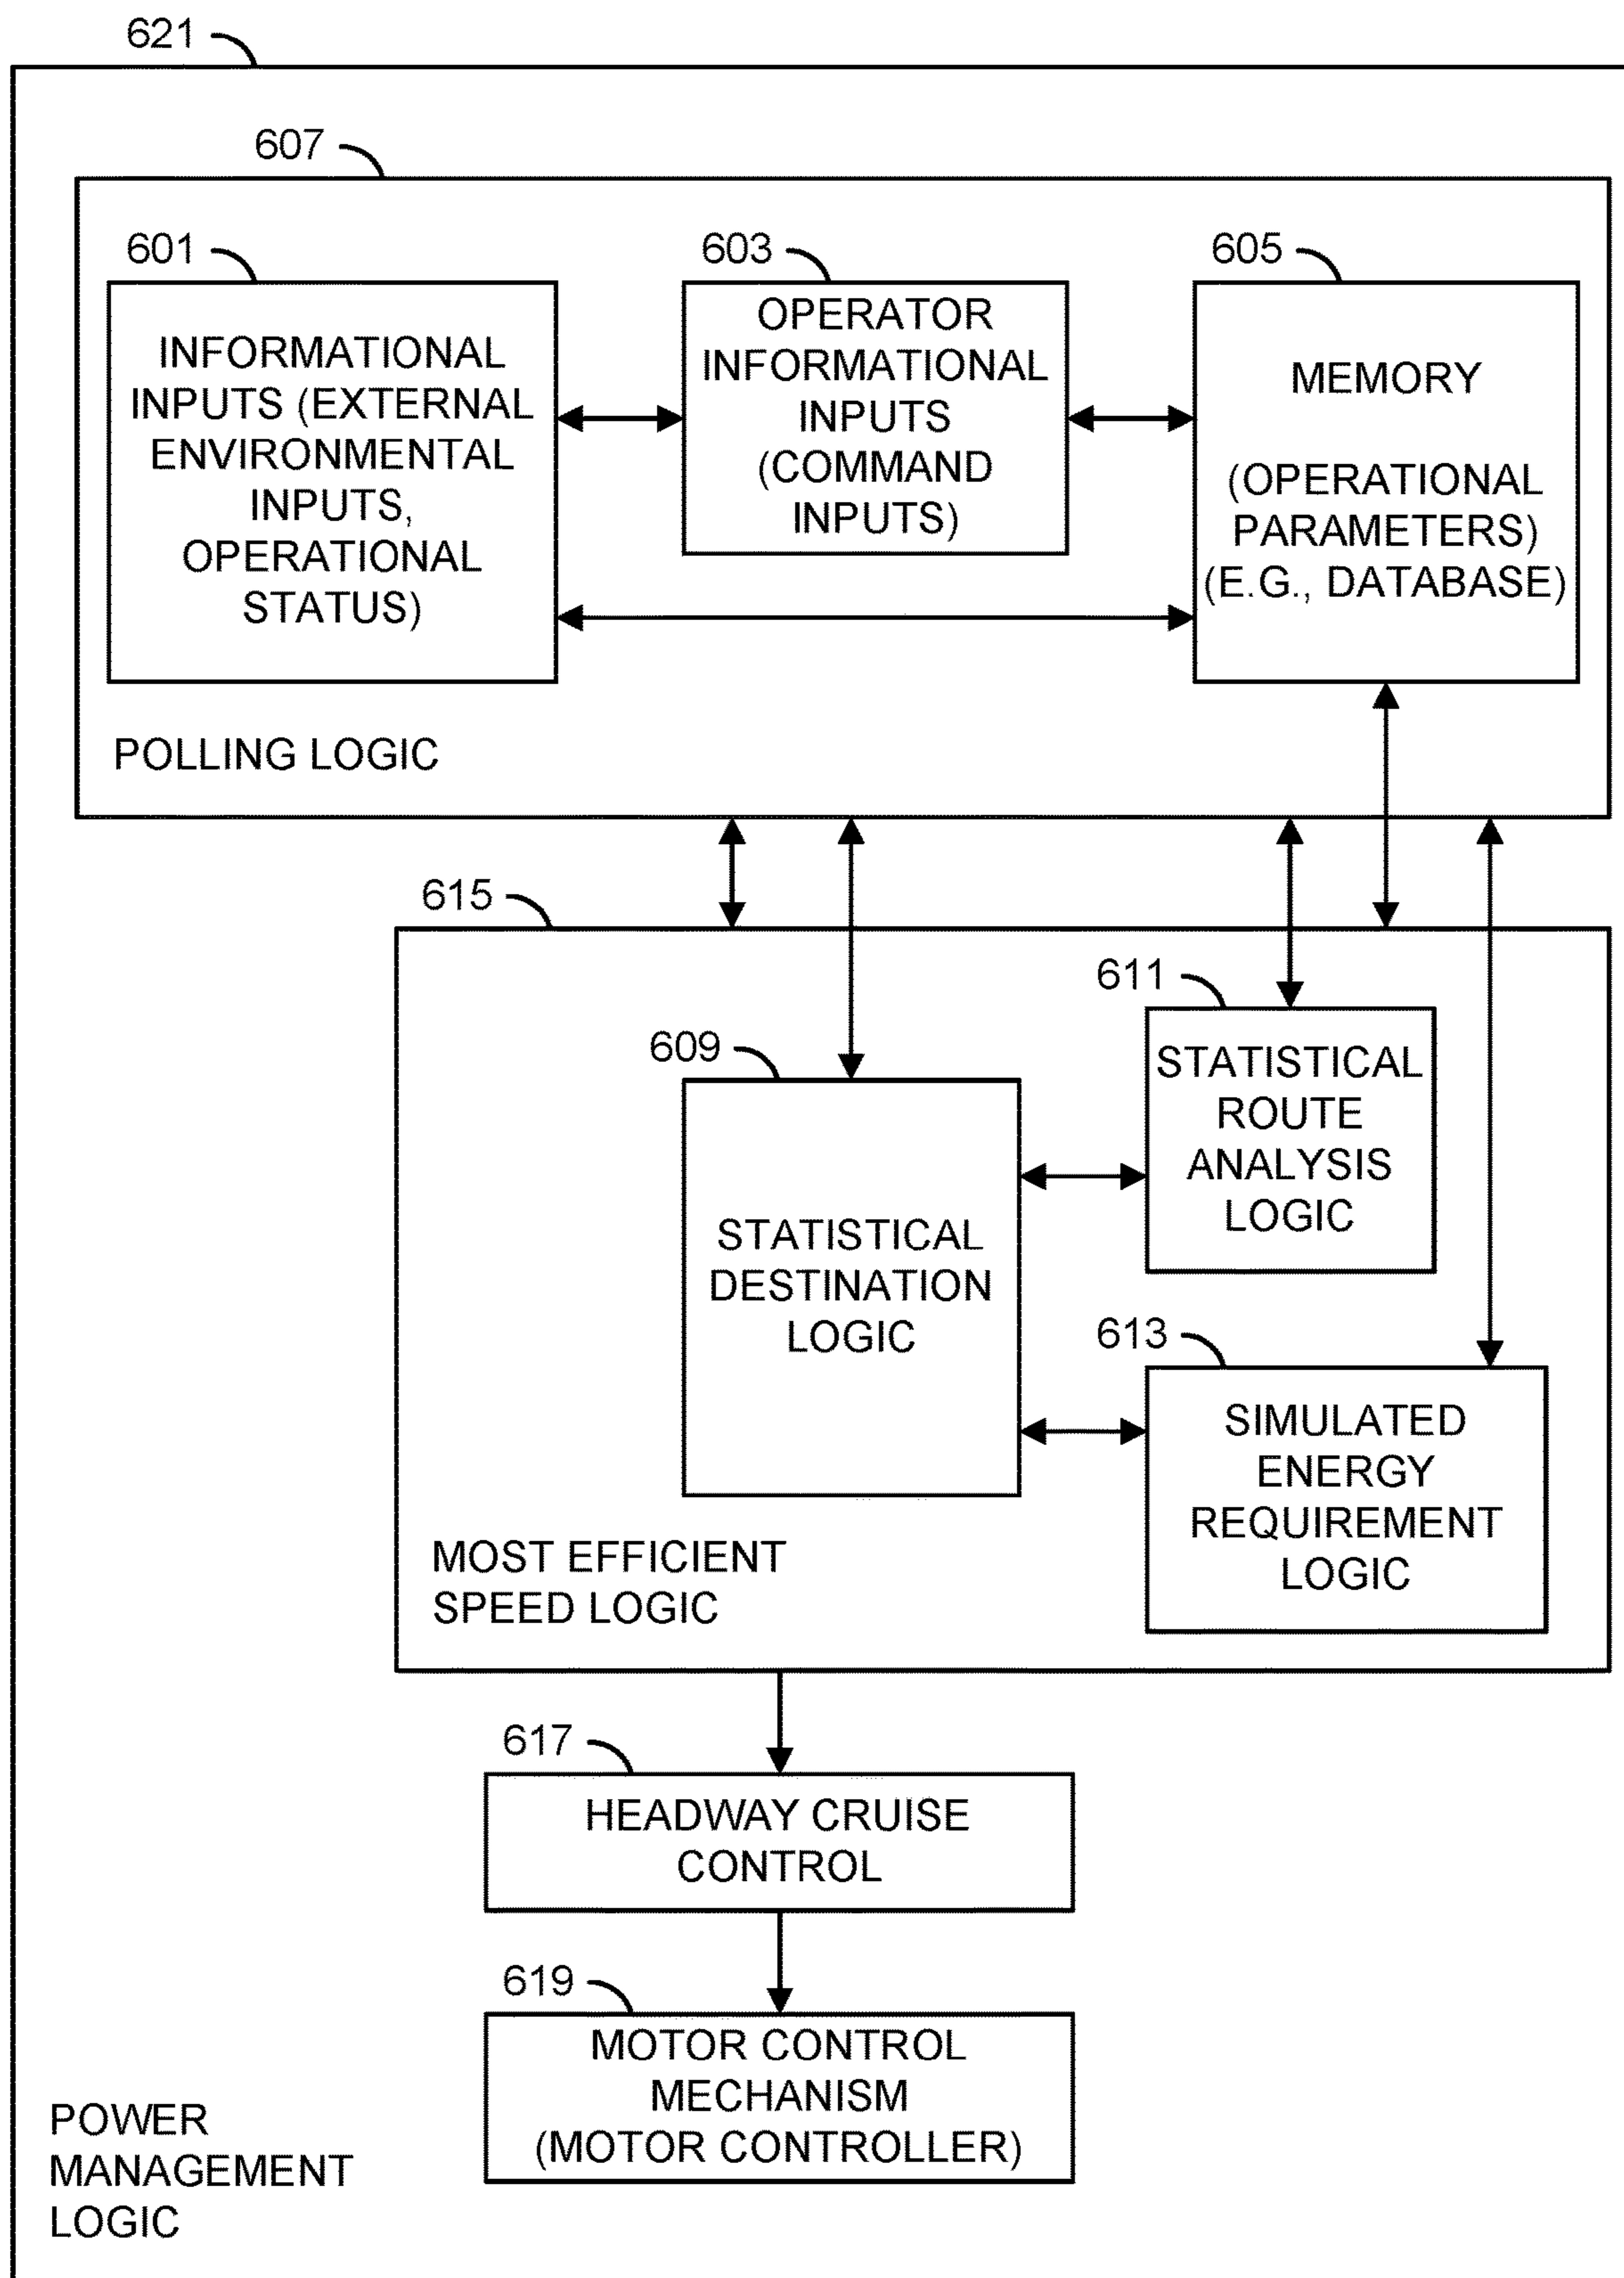 621
607
601
603
605
INFORMATIONAL
INPUTS (EXTERNAL
ENVIRONMENTAL
INPUTS,
OPERATIONAL
STATUS)
OPERATOR
INFORMATIONAL
INPUTS
(COMMAND
INPUTS)
MEMORY
(OPERATIONAL
PARAMETERS)
(E.G., DATABASE)
POLLING LOGIC
615
611
609
STATISTICAL
ROUTE
ANALYSIS
LOGIC
STATISTICAL
DESTINATION
LOGIC
613
SIMULATED
ENERGY
REQUIREMENT
LOGIC
MOST EFFICIENT
SPEED LOGIC
617
HEADWAY CRUISE
CONTROL
619
MOTOR CONTROL
MECHANISM
(MOTOR CONTROLLER)
POWER
MANAGEMENT
LOGIC